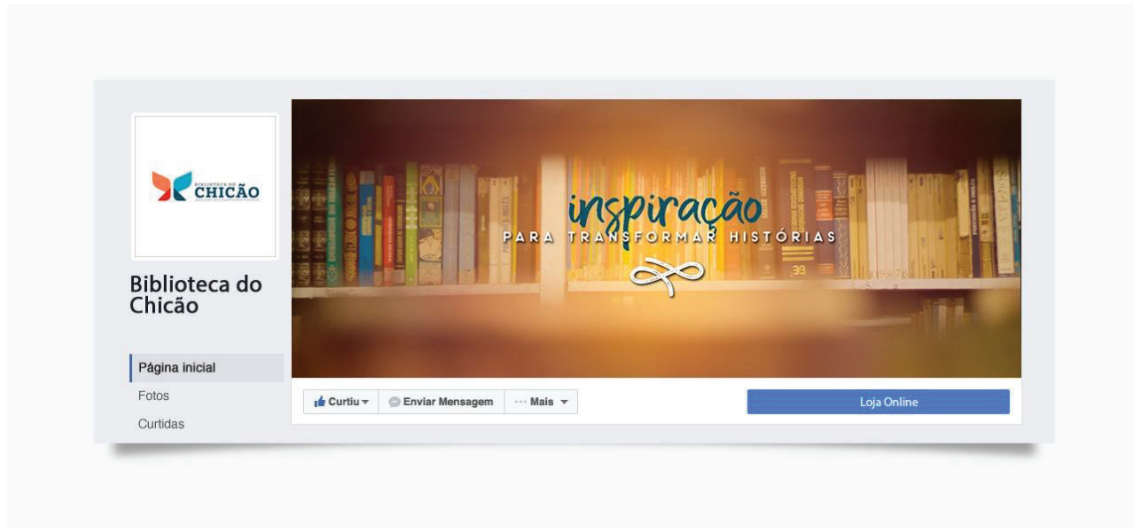 BIBLIOTECA DO
CHICÃO
Biblioteca do
Chicão
Página inicial
Fotos
Curtidas
inspiração
PARA TRANSFORMAR HISTÓRIAS
Curtiu
Enviar Mensagem
··· Mais
Loja Online